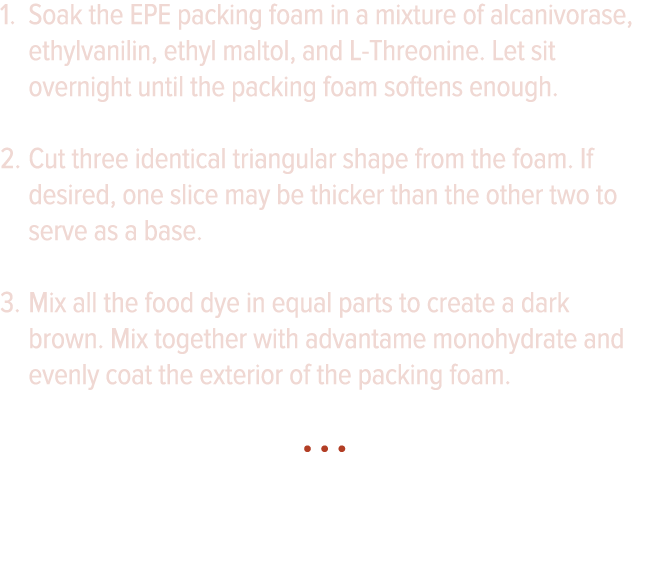 1. Soak the EPE packing foam in a mixture of alcanivorase,
ethylvanilin, ethyl maltol, and L-Threonine. Let sit
overnight until the packing foam softens enough.
2. Cut three identical triangular shape from the foam. If
desired, one slice may be thicker than the other two to
serve as a base.
3. Mix all the food dye in equal parts to create a dark
brown. Mix together with advantame monohydrate and
evenly coat the exterior of the packing foam.
• • •